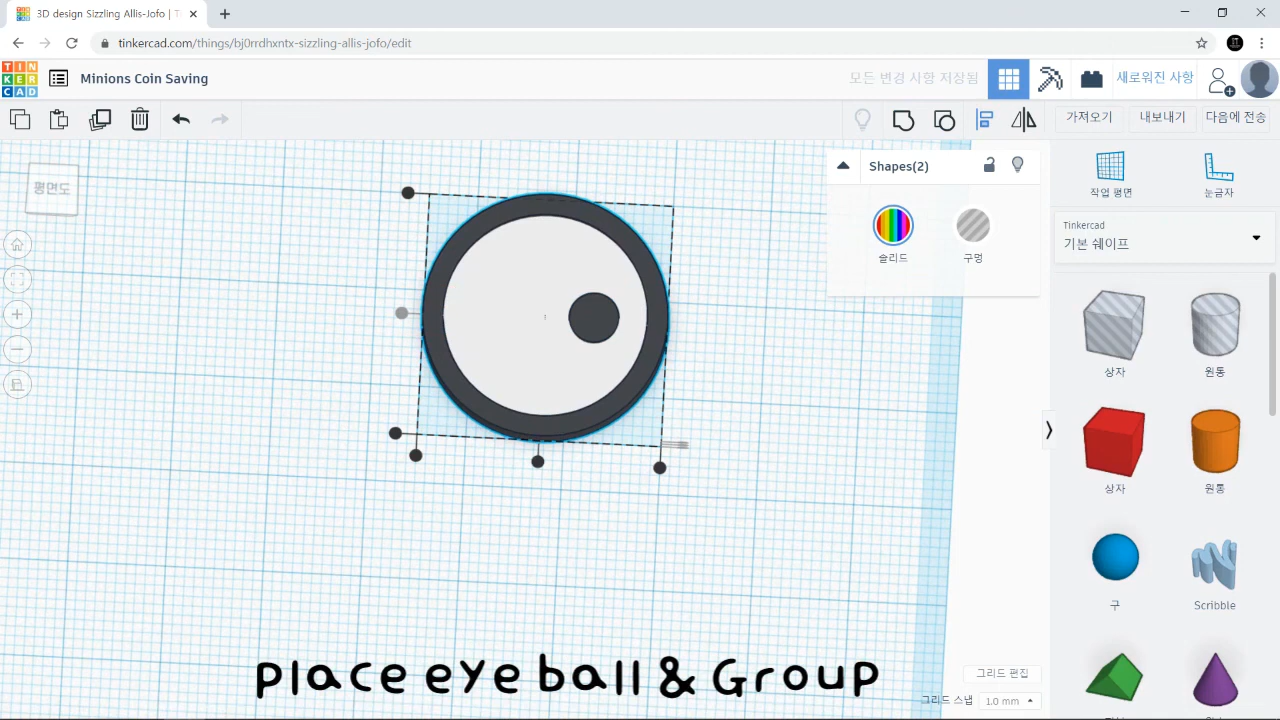 3D design Sizzling Allis-Jofo | T
tinkercad.com/things/bj0rrdhxntx-sizzling-allis-jofo/edit
TIN
KER
CAD
Minions Coin Saving
모든 변경 사항 저장됨
새로워진 사항
가져오기
내보내기
다음에 전송
평면도
Shapes(2)
솔리드
구멍
작업 평면
눈금자
Tinkercad
기본 쉐이프
상자
원통
상자
원통
구
Scribble
그리드 편집
그리드 스냅
1.0 mm
place eye ball & Group